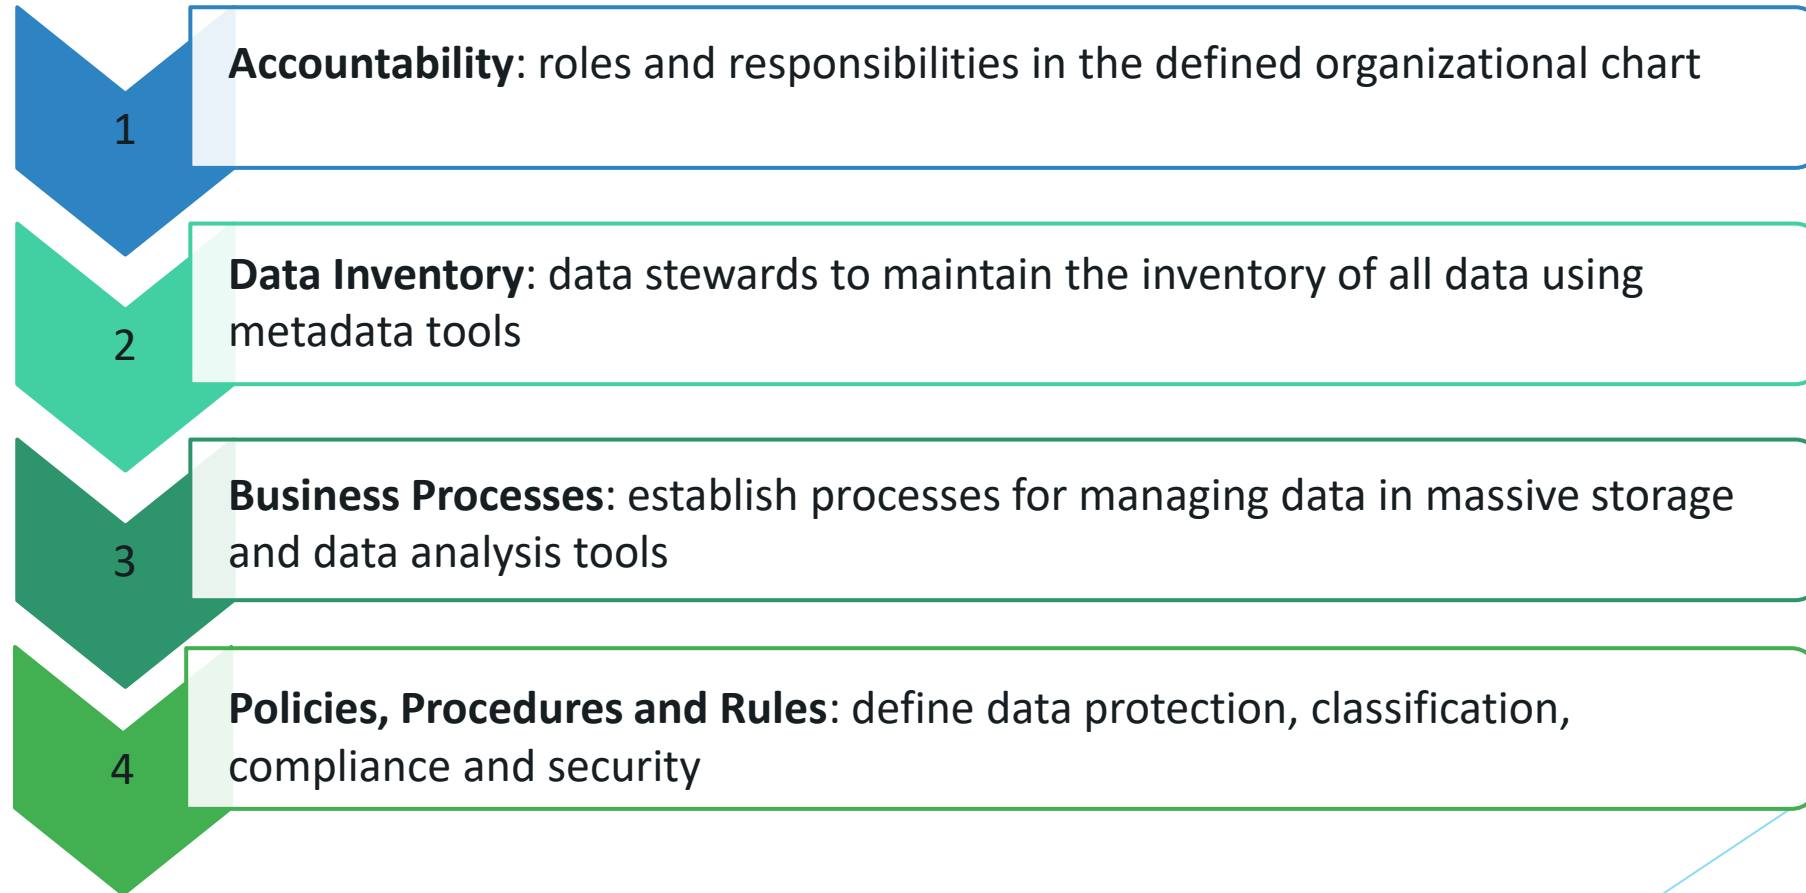 1
Accountability: roles and responsibilities in the defined organizational chart
2
Data Inventory: data stewards to maintain the inventory of all data using
metadata tools
3
Business Processes: establish processes for managing data in massive storage
and data analysis tools
4
Policies, Procedures and Rules: define data protection, classification,
compliance and security